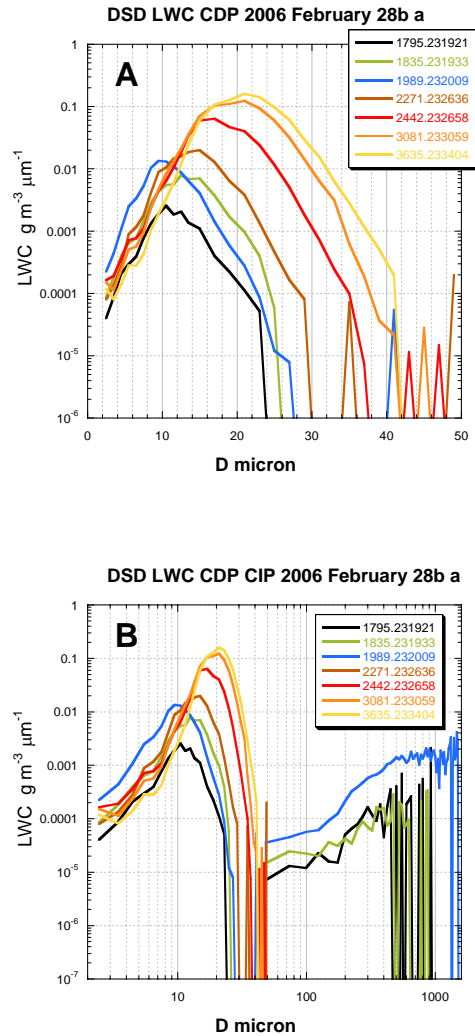 DSD LWC CDP 2006 February 28b a
A
1795.231921
1835.231933
1989.232009
2271.232636
2442.232658
3081.233059
3635.233404
LWC g m-3 µm-1
1
0.1
0.01
0.001
0.0001
10-5
10-6
0 10 20 30 40 50
D micron
DSD LWC CDP CIP 2006 February 28b a
B
1795.231921
1835.231933
1989.232009
2271.232636
2442.232658
3081.233059
3635.233404
LWC g m-3 µm-1
1
0.1
0.01
0.001
0.0001
10-5
10-6
10-7
10 100 1000
D micron